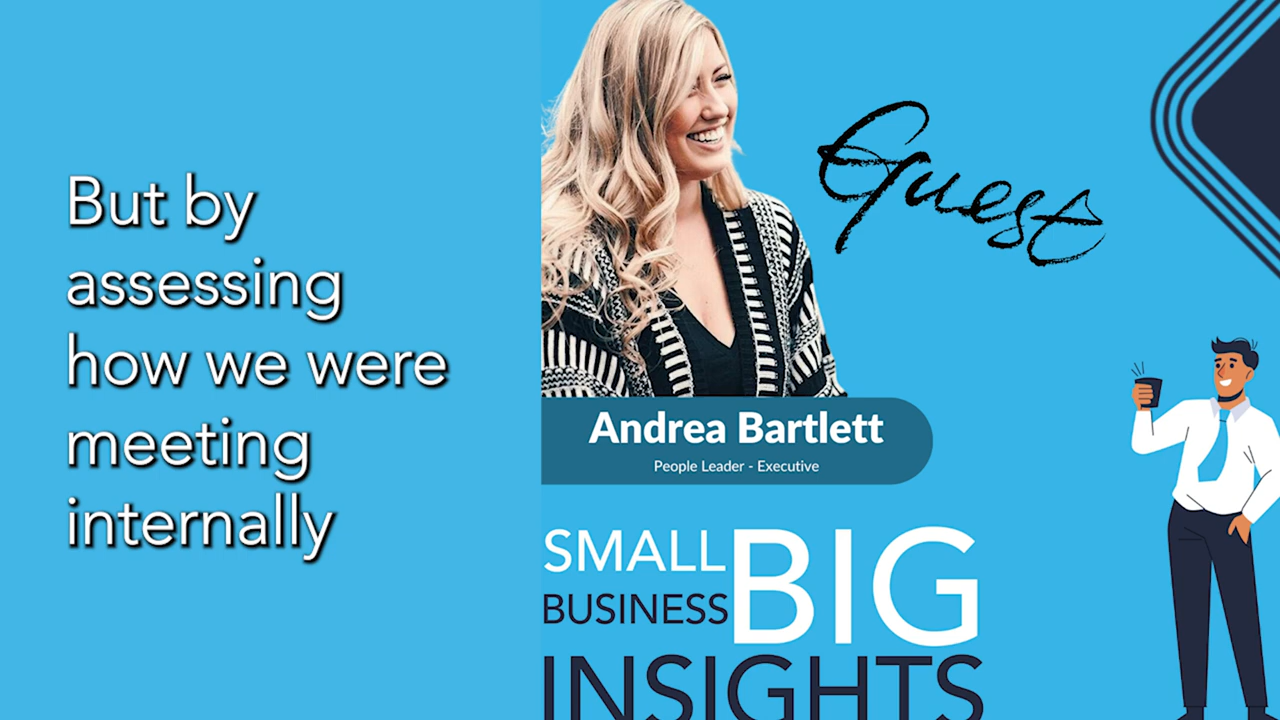 But by
assessing
how we were
meeting
internally
Guest
Andrea Bartlett
People Leader - Executive
SMALL
BUSINESS
BIG
INSIGHTS